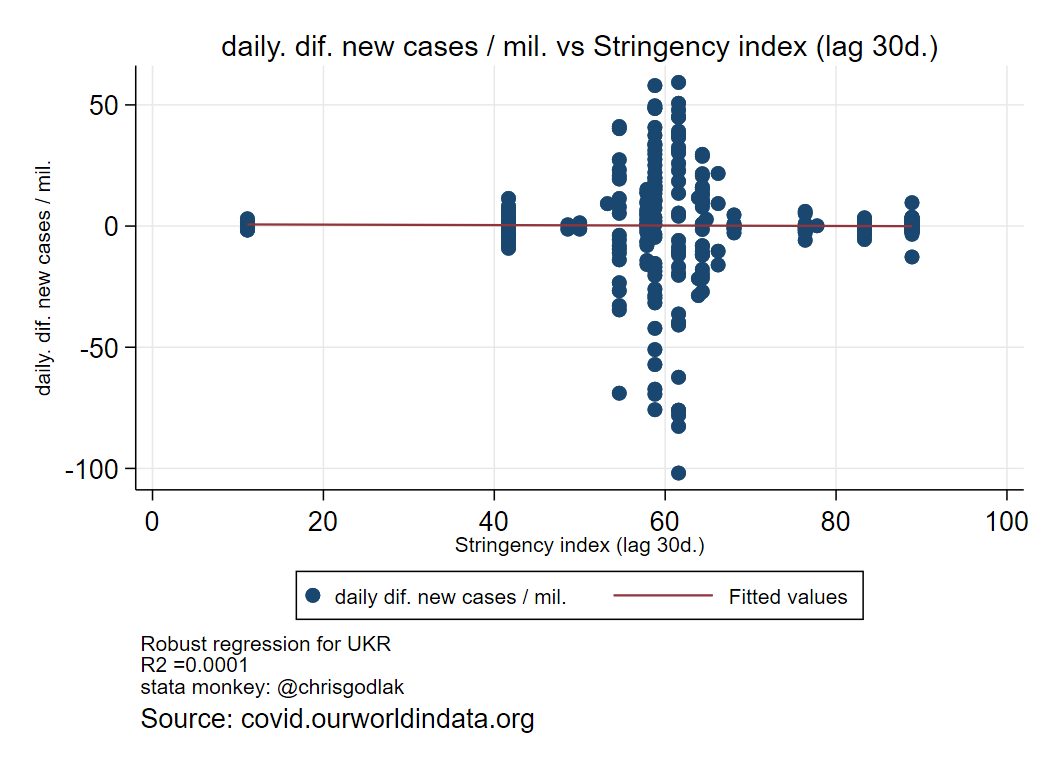 daily. dif. new cases / mil. vs Stringency index (lag 30d.)
daily. dif. new cases / mil.
50
0
-50
-100
0 20 40 60 80 100
Stringency index (lag 30d.)
daily dif. new cases / mil. Fitted values
Robust regression for UKR
R2 =0.0001
stata monkey: @chrisgodlak
Source: covid.ourworldindata.org